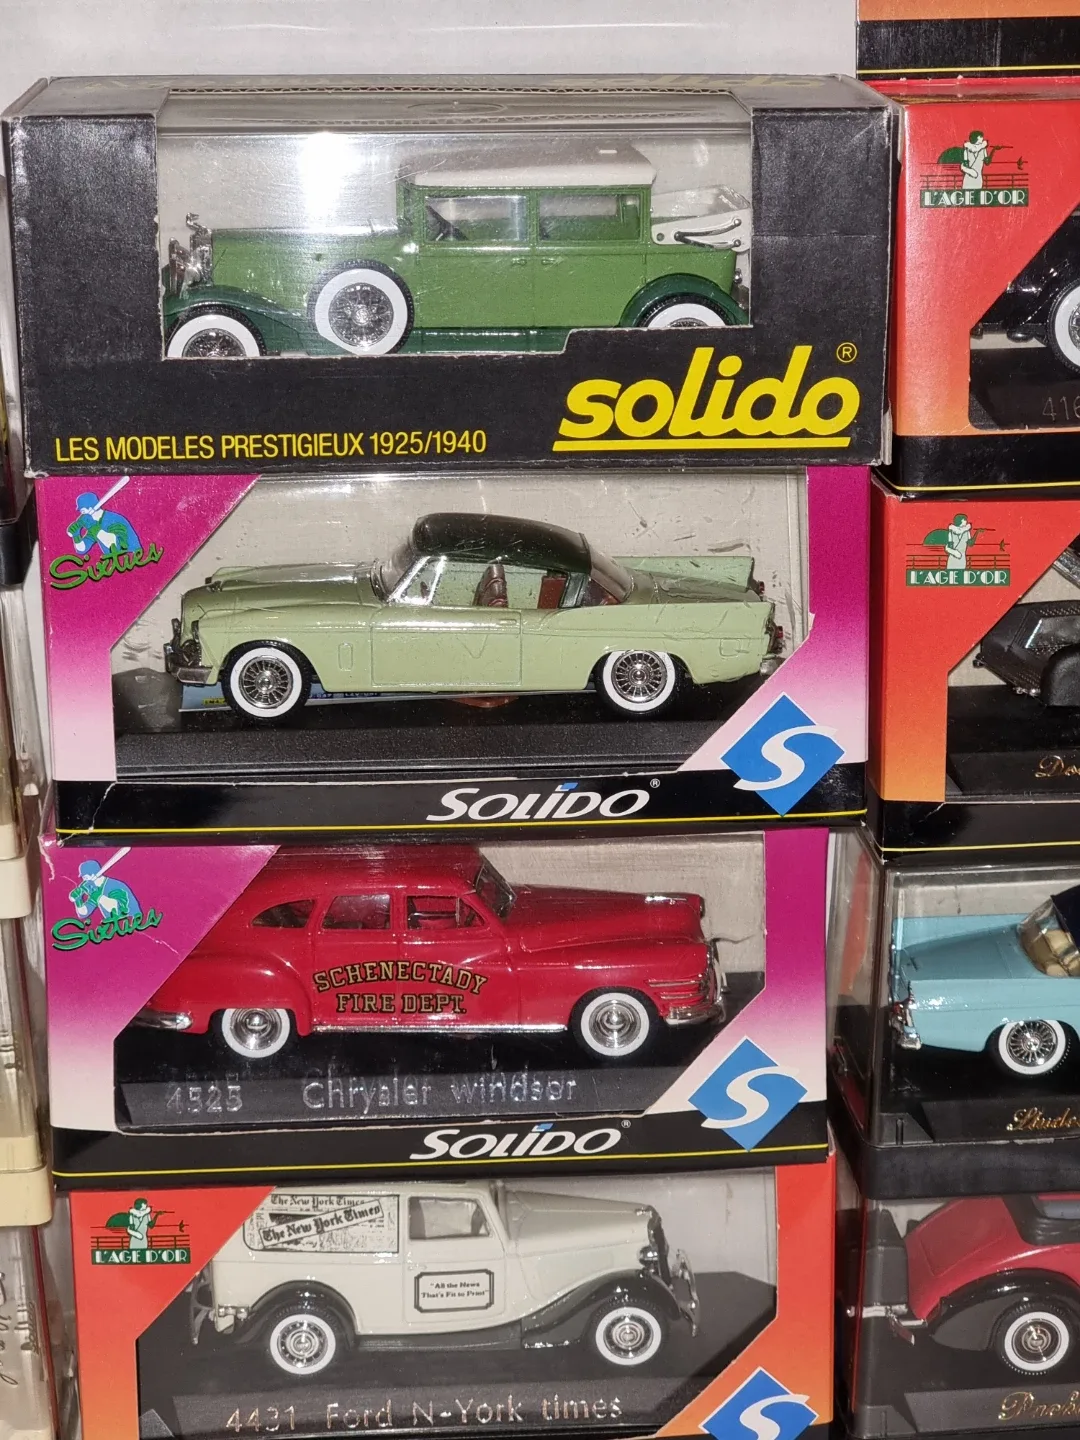 LES MODELES PRESTIGIEUX 1925/1940
solido®
L'AGE D'OR
416
Sixties
SOLIDO®
L'AGE D'OR
Sixties
SCHENECTADY
FIRE DEPT.
4525 Chrysler windsor
SOLIDO®
L'AGE D'OR
The New York Times
The New York Times
"All the News
That's Fit to Print"
4431 Ford N-York times